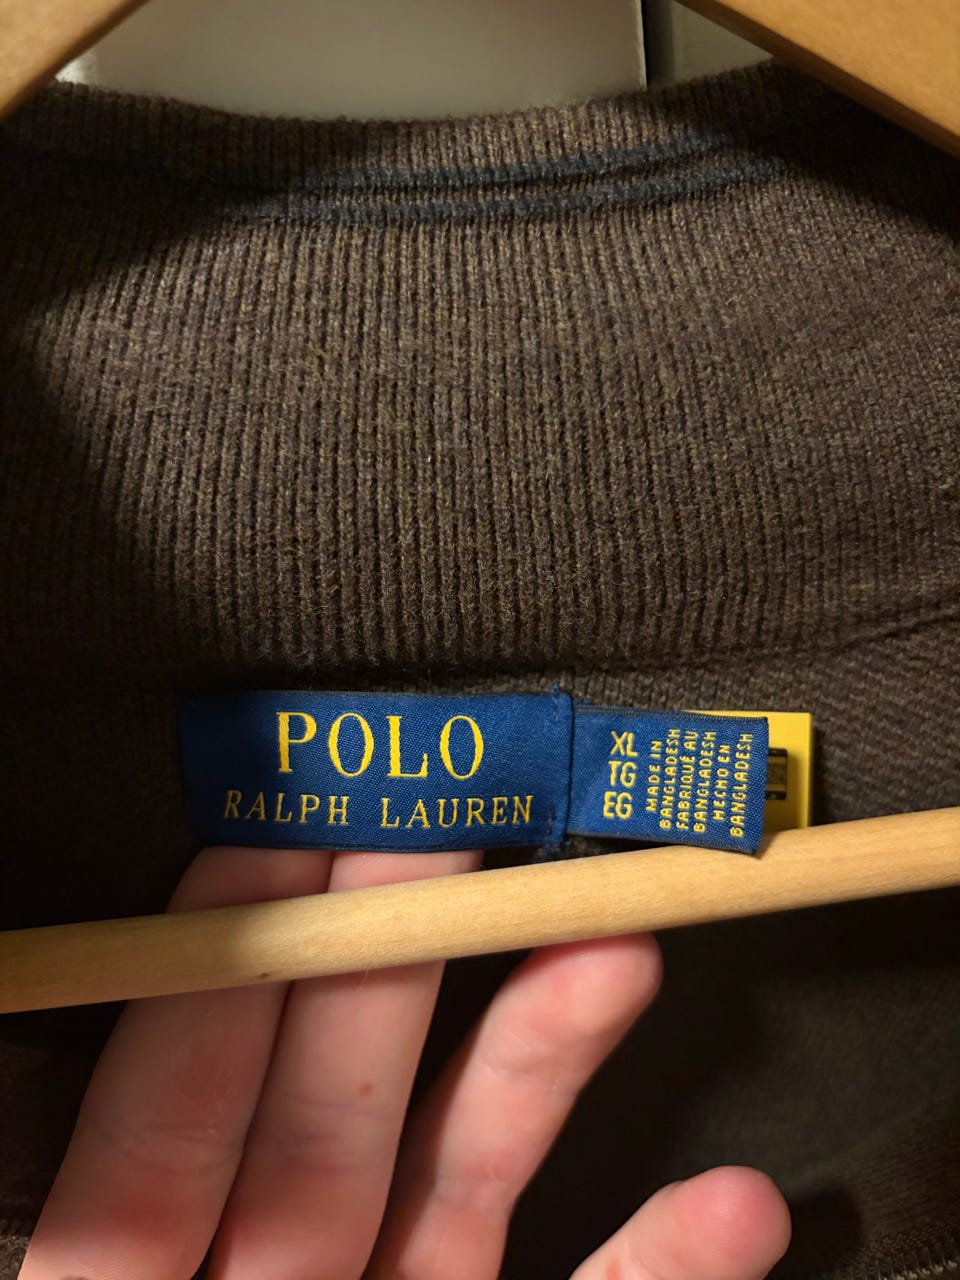 POLO
RALPH LAUREN
XL
TG
EG
MADE IN
BANGLADESH
FABRIQUÉ AU
BANGLADESH
HECHO EN
BANGLADESH